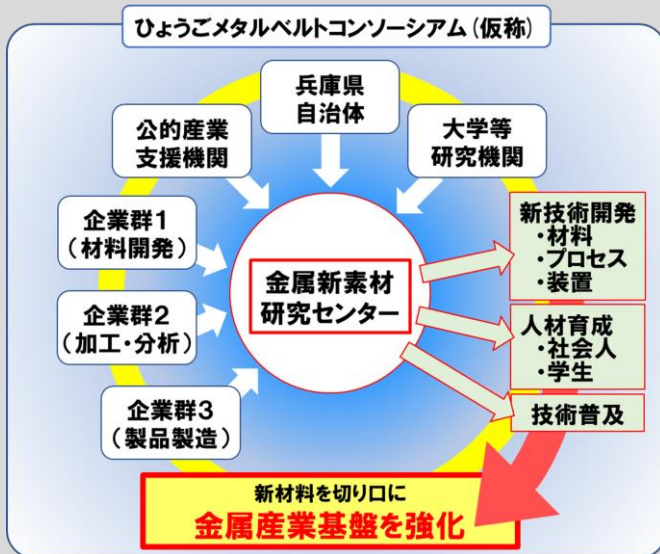 ひょうごメタルベルトコンソーシアム(仮称)
兵庫県
自治体
公的産業
支援機関
大学等
研究機関
企業群1
(材料開発)
企業群2
(加工・分析)
企業群3
(製品製造)
金属新素材
研究センター
新技術開発
・材料
・プロセス
・装置
人材育成
・社会人
・学生
技術普及
新材料を切り口に
金属産業基盤を強化